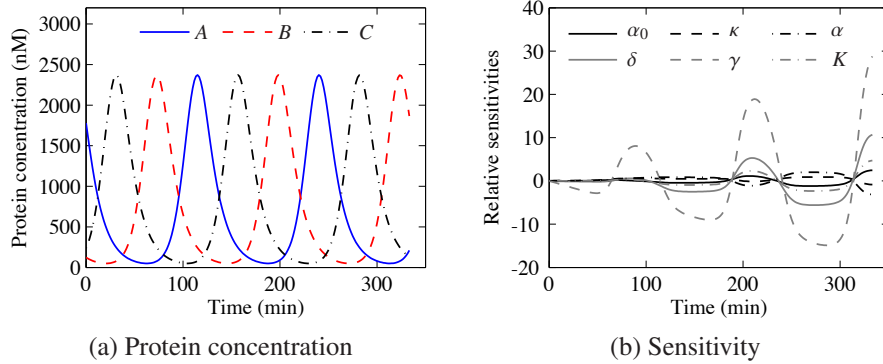 3000
2500
2000
1500
1000
500
0
Protein conentration (nM)
A B C
0 100 200 300
Time (min)
(a) Protein concentration
40
30
20
10
0
-10
-20
Relative sensitivities
α0 κ α
δ γ K
0 100 200 300
Time (min)
(b) Sensitivity